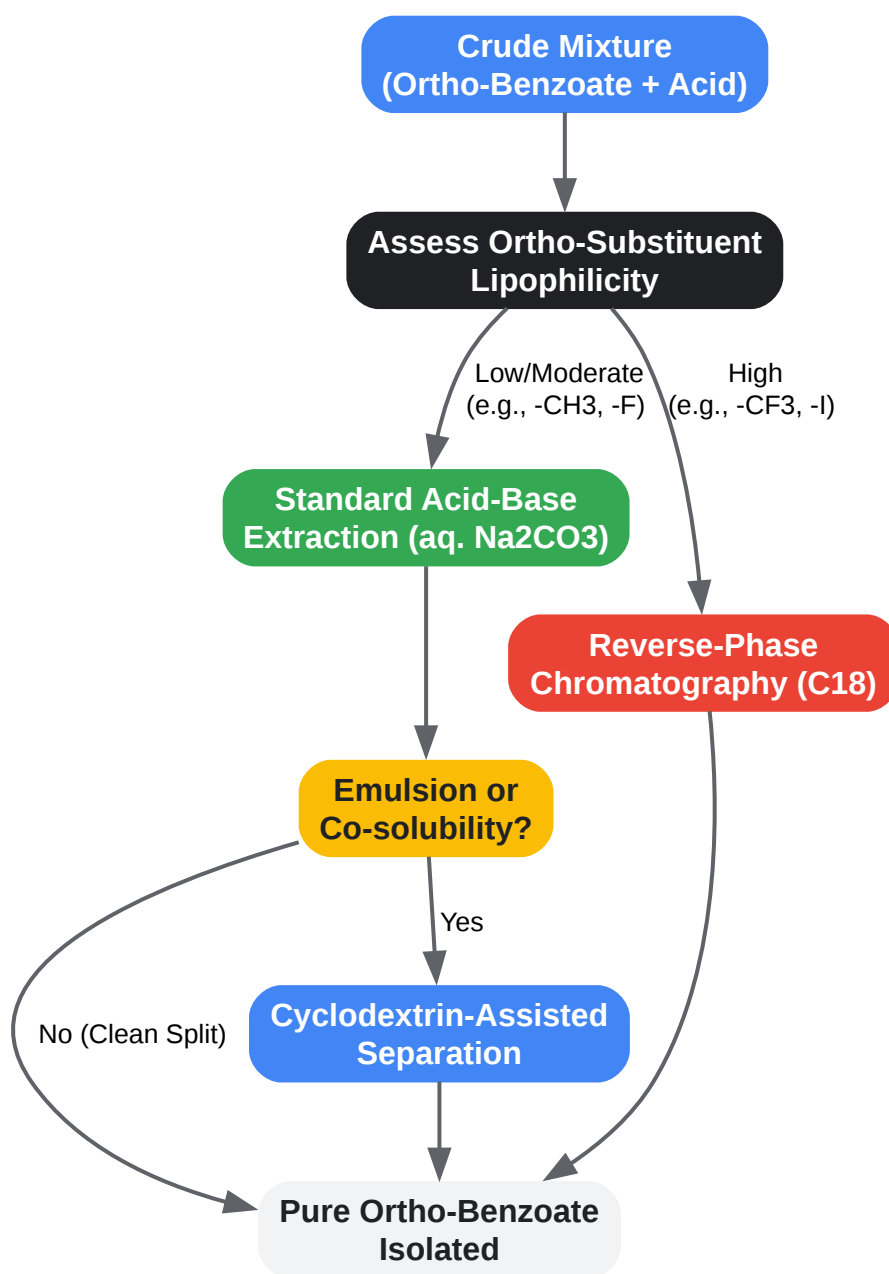 Crude Mixture
(Ortho-Benzoate + Acid)
Assess Ortho-Substituent
Lipophilicity
Low/Moderate
(e.g., -CH3, -F)
High
(e.g., -CF3, -I)
Standard Acid-Base
Extraction (aq. Na2CO3)
Reverse-Phase
Chromatography (C18)
Emulsion or
Co-solubility?
Yes
No (Clean Split)
Cyclodextrin-Assisted
Separation
Pure Ortho-Benzoate
Isolated